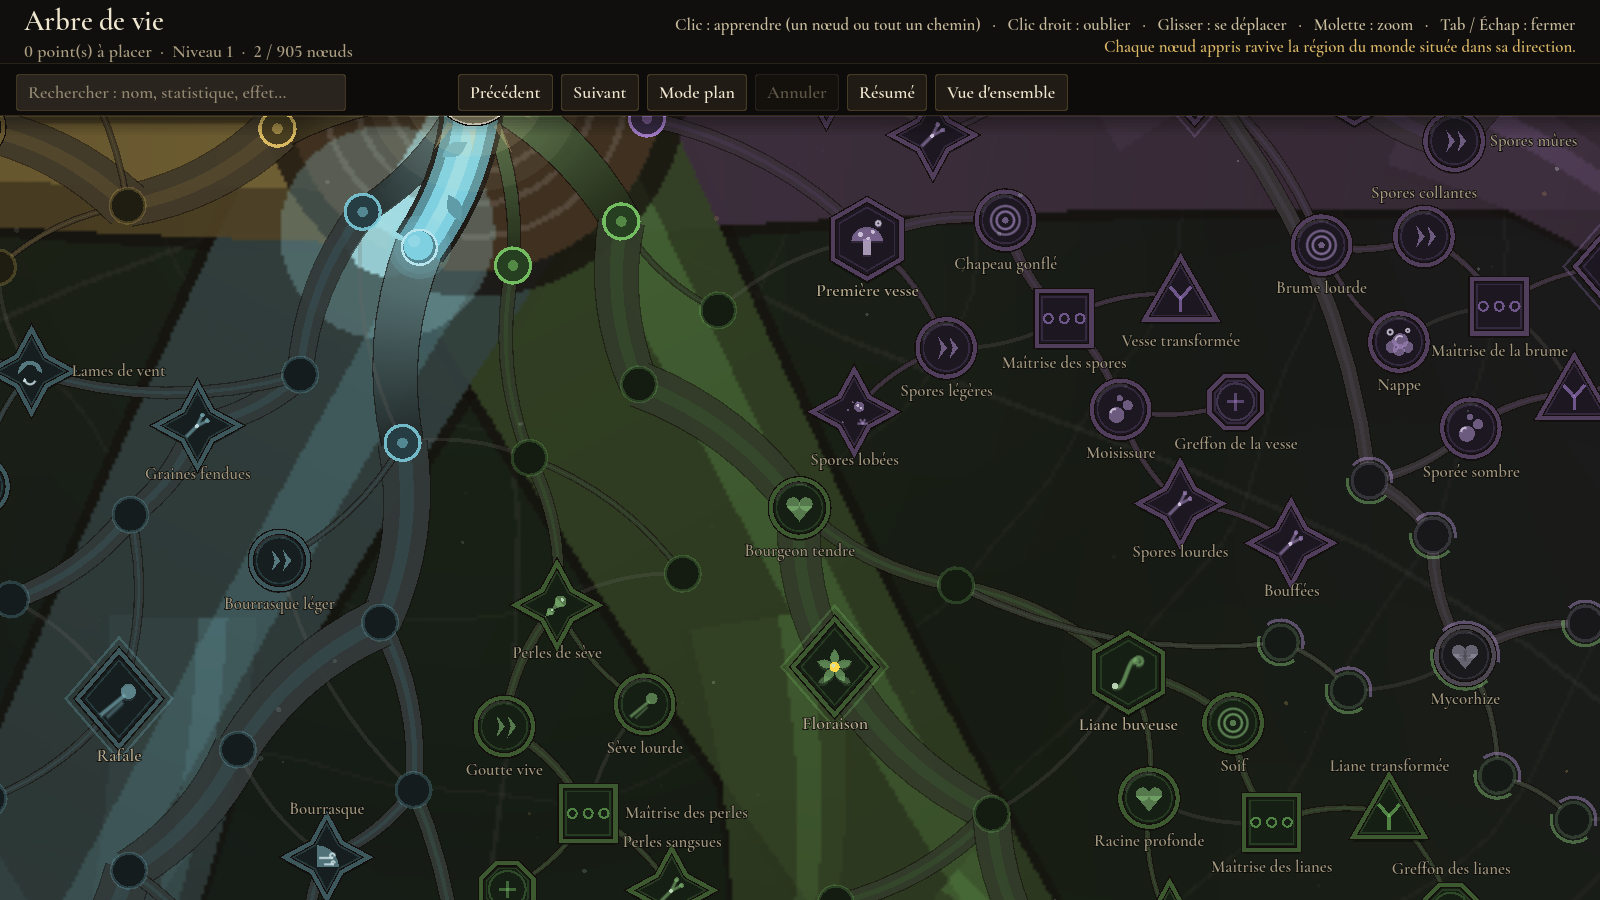 Arbre de vie
0 point(s) à placer · Niveau 1 · 2 / 905 nœuds
Clic : apprendre (un nœud ou tout un chemin) · Clic droit : oublier · Glisser : se déplacer · Molette : zoom · Tab / Échap : fermer
Chaque nœud appris ravive la région du monde située dans sa direction.
Rechercher : nom, statistique, effet...
Précédent
Suivant
Mode plan
Annuler
Résumé
Vue d'ensemble
Spores mûres
Spores collantes
Chapeau gonflé
Première vesse
Brume lourde
Vesse transformée
Maîtrise des spores
Maîtrise de la brume
Lames de vent
Nappe
Spores légères
Graines fendues
Spores lobées
Moisissure
Greffon de la vesse
Sporée sombre
Bourgeon tendre
Spores lourdes
Bouffées
Bourrasque léger
Perles de sève
Mycorhize
Rafale
Floraison
Liane buveuse
Sève lourde
Goutte vive
Soif
Liane transformée
Bourrasque
Maîtrise des perles
Perles sangsues
Racine profonde
Maîtrise des lianes
Greffon des lianes